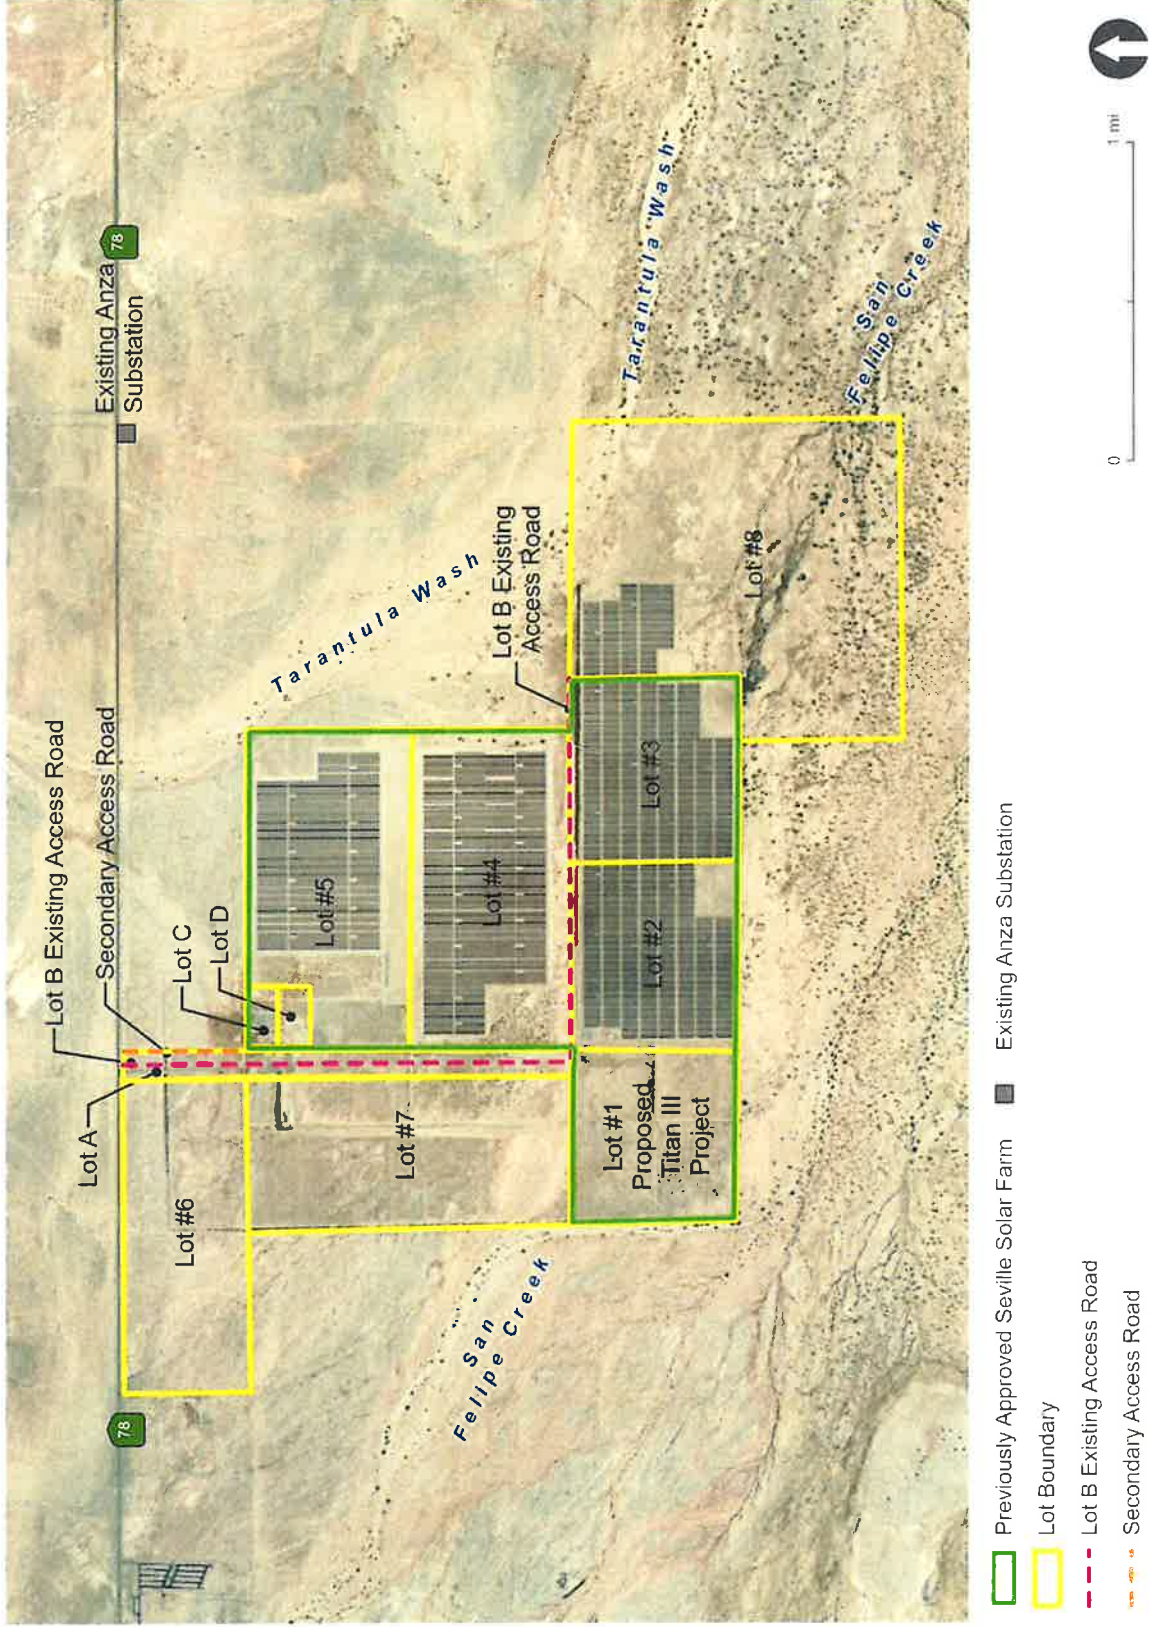 Lot B Existing Access Road
Secondary Access Road
Lot A
Lot C
Lot D
78
Existing Anza
Substation
78
Lot #6
Lot #5
Tarantula Wash
Lot #7
Lot #4
Lot B Existing
Access Road
San
Felipe Creek
Lot #1
Proposed
Titan III
Project
Lot #2
Lot #3
Tarantula Wash
Lot #8
San
Felipe Creek
Previously Approved Seville Solar Farm
Existing Anza Substation
Lot Boundary
Lot B Existing Access Road
Secondary Access Road
0
1 mi